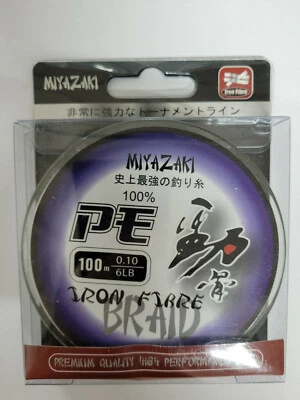 MIYAZAKI
Iron Fibre
非常に強力なトーナメントライン
MIYAZAKI
史上最強の釣り糸
100%
PE
100m 0.10
6LB
IRON FIBRE
BRAID
PREMIUM QUALITY HIGH PERFORMANCE